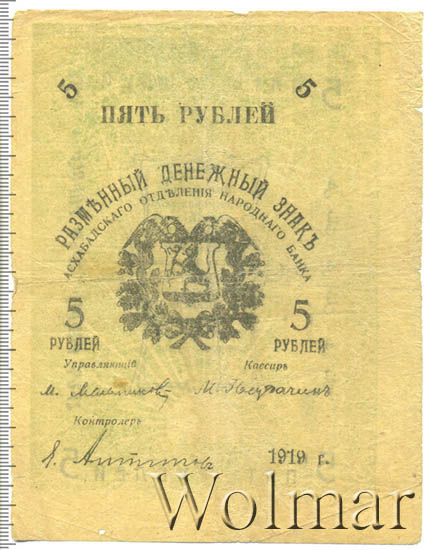 5 5
ПЯТЬ РУБЛЕЙ
РАЗМѢННЫЙ ДЕНЕЖНЫЙ ЗНАКЪ
АСХАБАДСКАГО ОТДѢЛЕНІЯ НАРОДНАГО БАНКА
5 5
РУБЛЕЙ РУБЛЕЙ
Управляющій Кассиръ
М.
Контролеръ
1919 г.
Wolmar